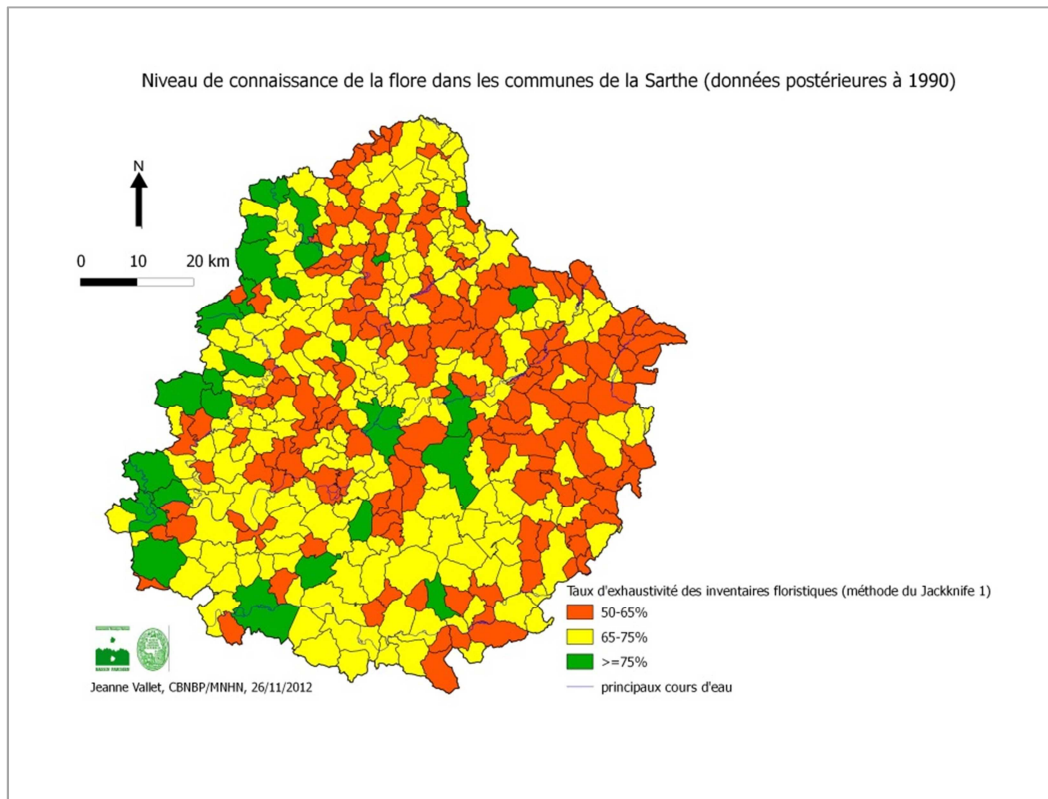 Niveau de connaissance de la flore dans les communes de la Sarthe (données postérieures à 1990)
N
0 10 20 km
Taux d'exhaustivité des inventaires floristiques (méthode du Jackknife 1)
50-65%
65-75%
>=75%
principaux cours d'eau
Jeanne Vallet, CBNBP/MNHN, 26/11/2012